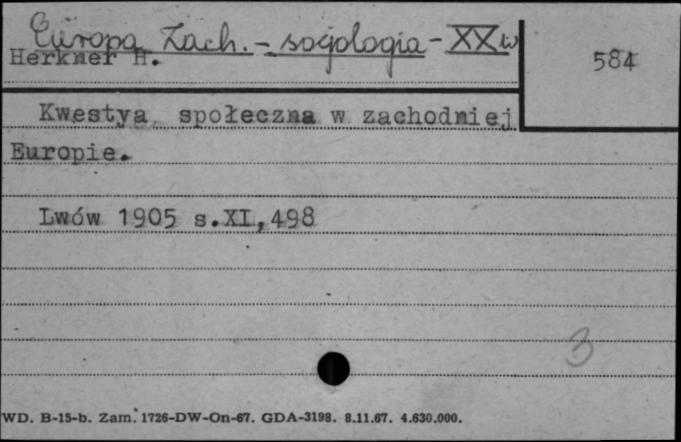 Europa Zach. - socjologia - XX w
Herkner H.
584
Kwestya społeczna w zachodniej
Europie.
Lwów 1905 s.XI,498
3
WD. B-15-b. Zam. 1726-DW-On-67. GDA-3198. 8.11.67. 4.630.000.